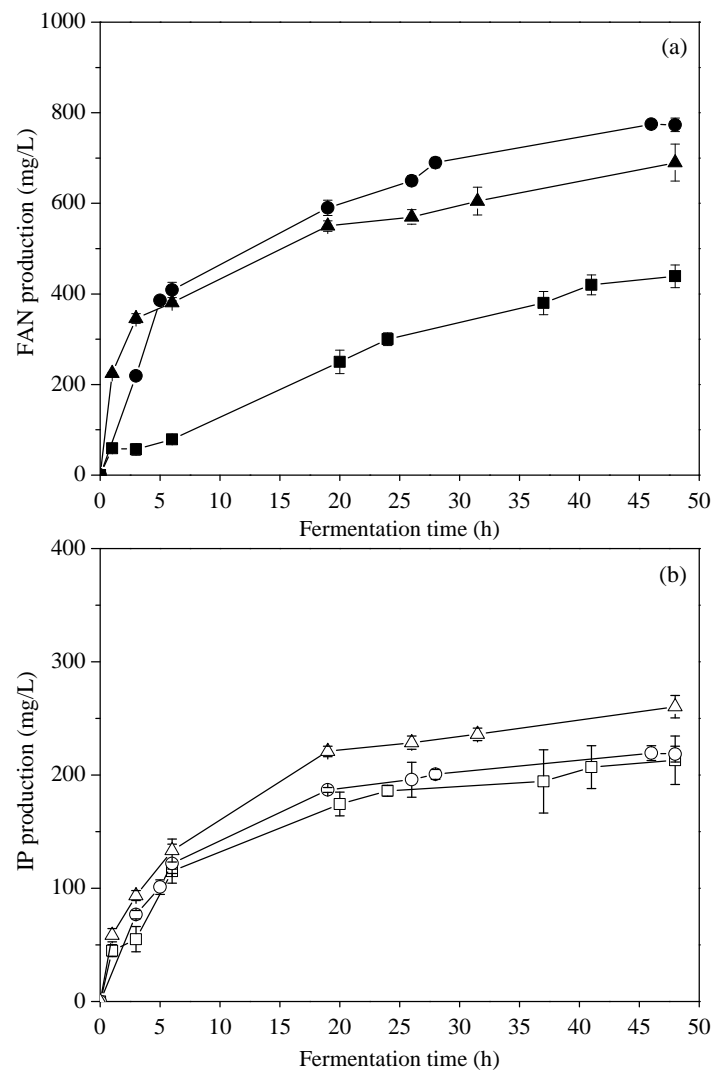 1000
(a)
800
600
400
200
0
FAN production (mg/L)
0 5 10 15 20 25 30 35 40 45 50
Fermentation time (h)
400
(b)
300
200
100
0
IP production (mg/L)
0 5 10 15 20 25 30 35 40 45 50
Fermentation time (h)